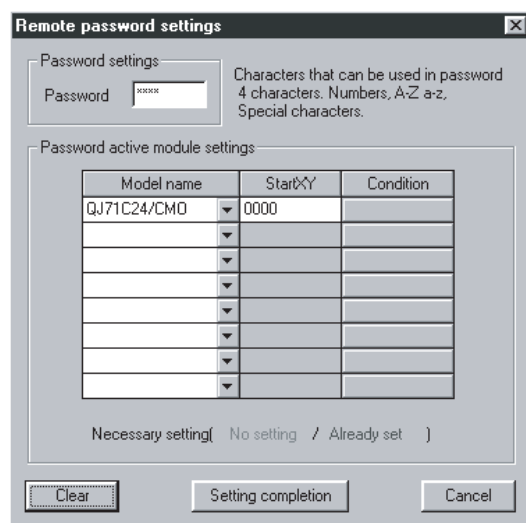 Remote password settings
Password settings
Password
xxxx
Characters that can be used in password
4 characters. Numbers, A-Z a-z,
Special characters.
Password active module settings
Model name StartXY Condition
QJ71C24/CMO 0000
Necessary setting( No setting / Already set )
Clear Setting completion Cancel